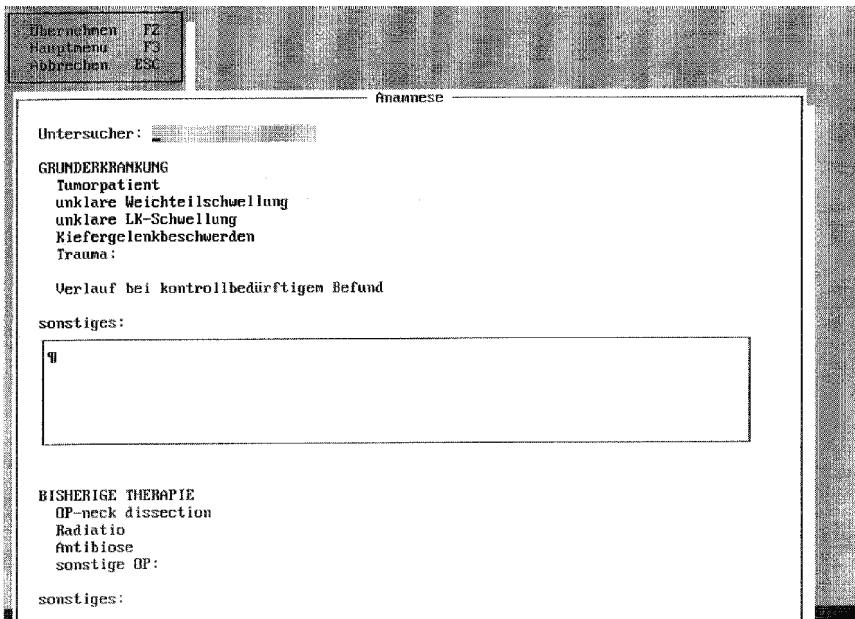 Übernehmen F2
Hauptmenü F3
Abbrechen ESC
Anamnese
Untersucher:
GRUNDERKRANKUNG
Tumorpatient
unklare Weichteilschwellung
unklare LK-Schwellung
Kiefergelenkbeschwerden
Trauma:
Verlauf bei kontrollbedürftigem Befund
sonstiges:
¶
BISHERIGE THERAPIE
OP-neck dissection
Radiatio
Antibiose
sonstige OP:
sonstiges: